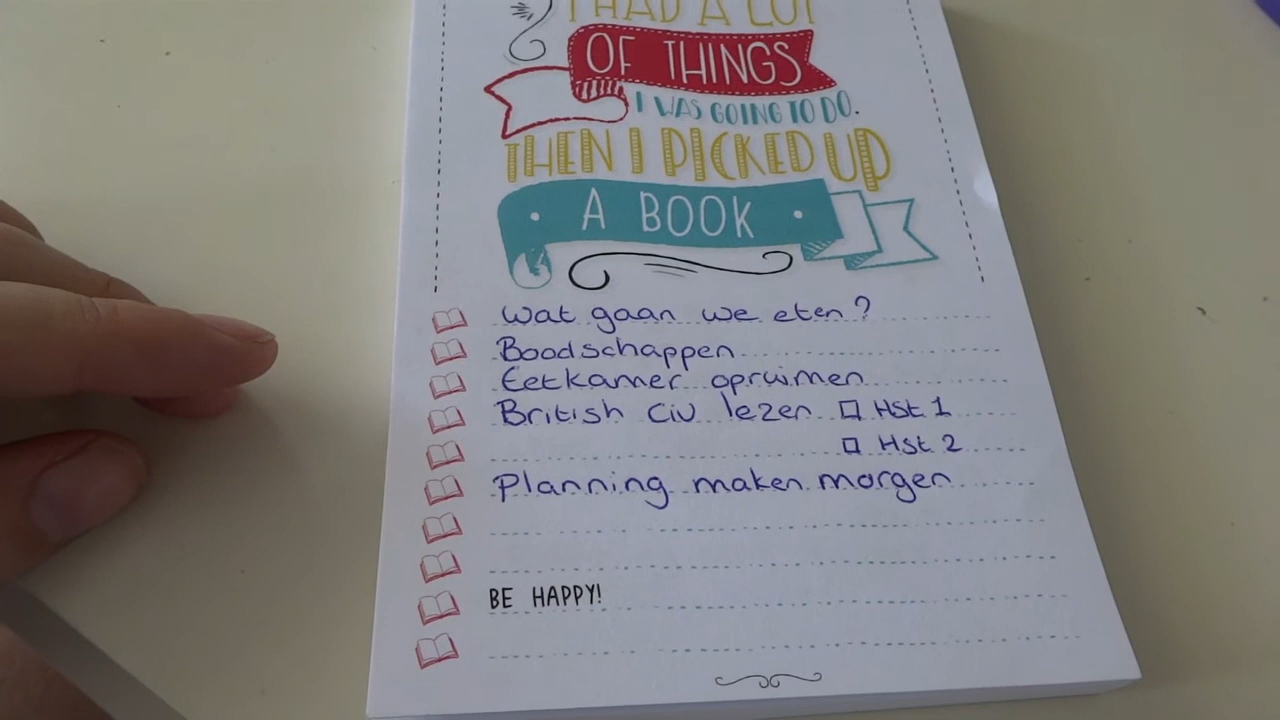 I HAD A LOT
OF THINGS
I WAS GOING TO DO.
THEN I PICKED UP
A BOOK
Wat gaan we eten?
Boodschappen
Eetkamer opruimen
British Civ lezen □ Hst 1
□ Hst 2
Planning maken morgen
BE HAPPY!